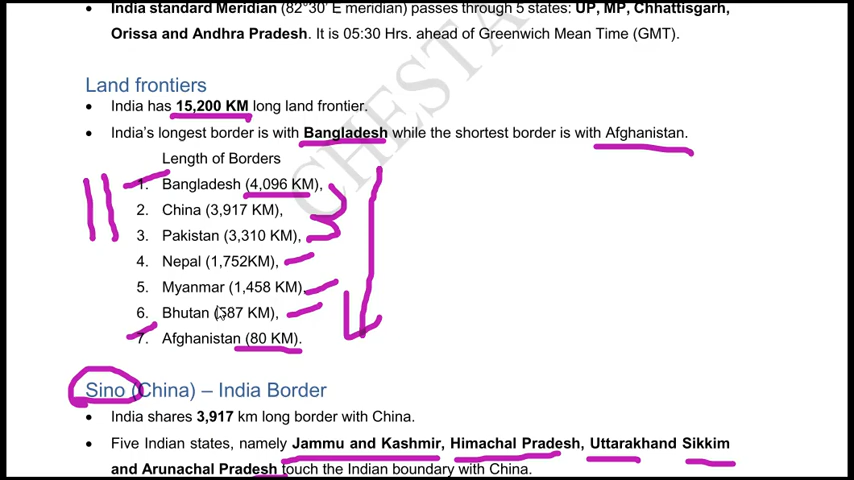 • India standard Meridian (82°30' E meridian) passes through 5 states: UP, MP, Chhattisgarh,
Orissa and Andhra Pradesh. It is 05:30 Hrs. ahead of Greenwich Mean Time (GMT).
Land frontiers
• India has 15,200 KM long land frontier.
• India's longest border is with Bangladesh while the shortest border is with Afghanistan.
Length of Borders
1. Bangladesh (4,096 KM),
2. China (3,917 KM),
3. Pakistan (3,310 KM),
4. Nepal (1,752KM),
5. Myanmar (1,458 KM),
6. Bhutan (587 KM),
7. Afghanistan (80 KM).
Sino (China) – India Border
• India shares 3,917 km long border with China.
• Five Indian states, namely Jammu and Kashmir, Himachal Pradesh, Uttarakhand Sikkim
and Arunachal Pradesh touch the Indian boundary with China.
CHESTA